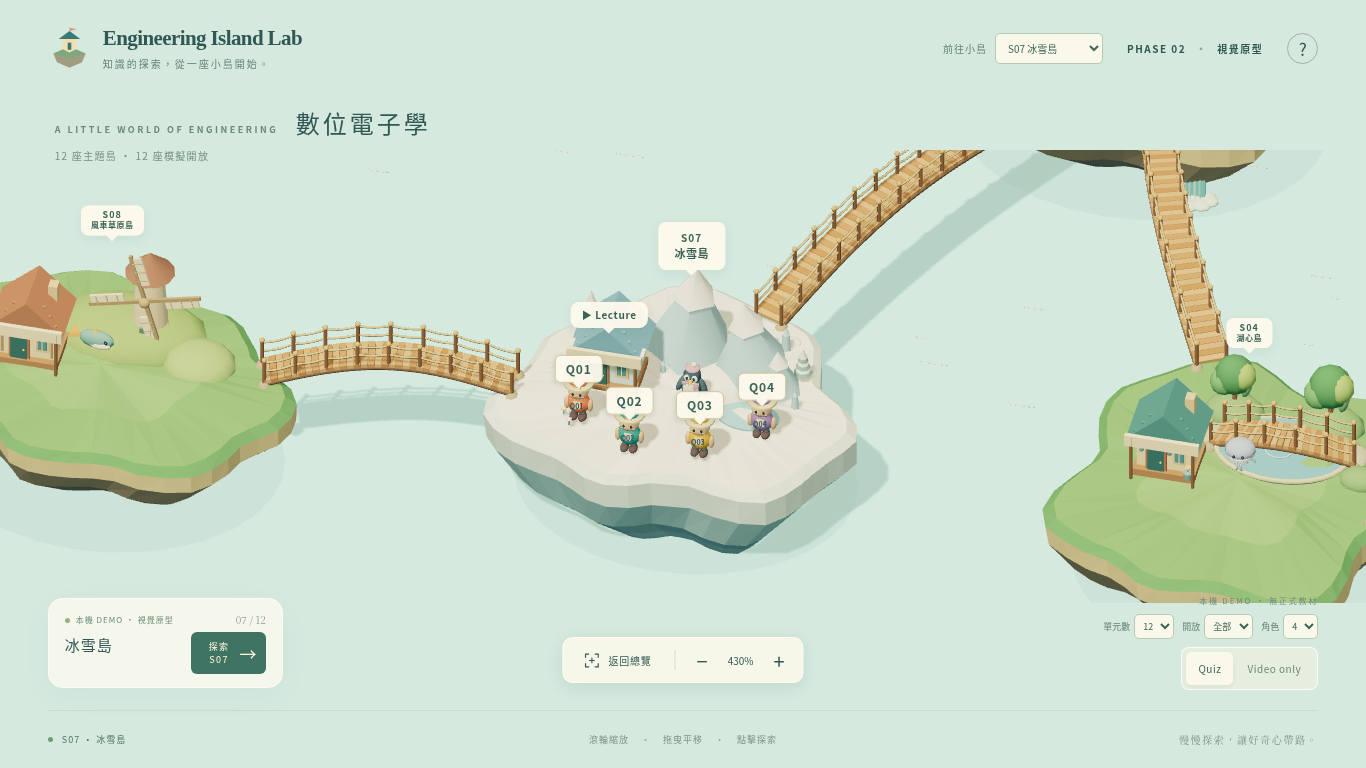 Engineering Island Lab
知識的探索，從一座小島開始。
前往小島 S07 冰雪島 PHASE 02 · 視覺原型 ?
A LITTLE WORLD OF ENGINEERING 數位電子學
12 座主題島 · 12 座模擬開放
S08
風車草原島
S07
冰雪島
Lecture
S04
湖心島
Q01
Q02
Q03
Q04
Q01
Q02
Q03
Q04
本機 DEMO · 視覺原型 07 / 12
冰雪島
探索
S07 →
返回總覽 − 430% +
本機 DEMO · 無正式教材
單元數 12 開放 全部 角色 4
Quiz Video only
S07 · 冰雪島
滾輪縮放 · 拖曳平移 · 點擊探索
慢慢探索，讓好奇心帶路。